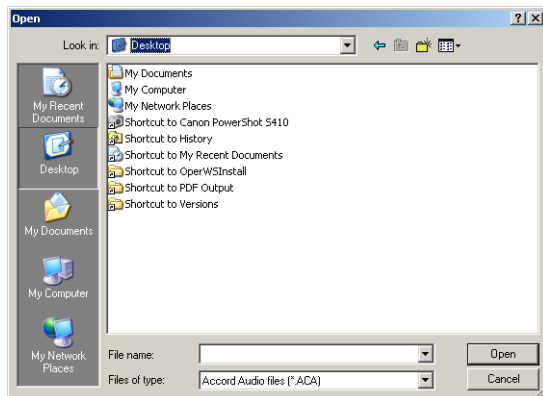 Open
Look in:
Desktop
My Recent
Documents
Desktop
My Documents
My Computer
My Network
Places
My Documents
My Computer
My Network Places
Shortcut to Canon PowerShot S410
Shortcut to History
Shortcut to My Recent Documents
Shortcut to OperWSInstall
Shortcut to PDF Output
Shortcut to Versions
File name:
Open
Files of type:
Accord Audio files (*.ACA)
Cancel